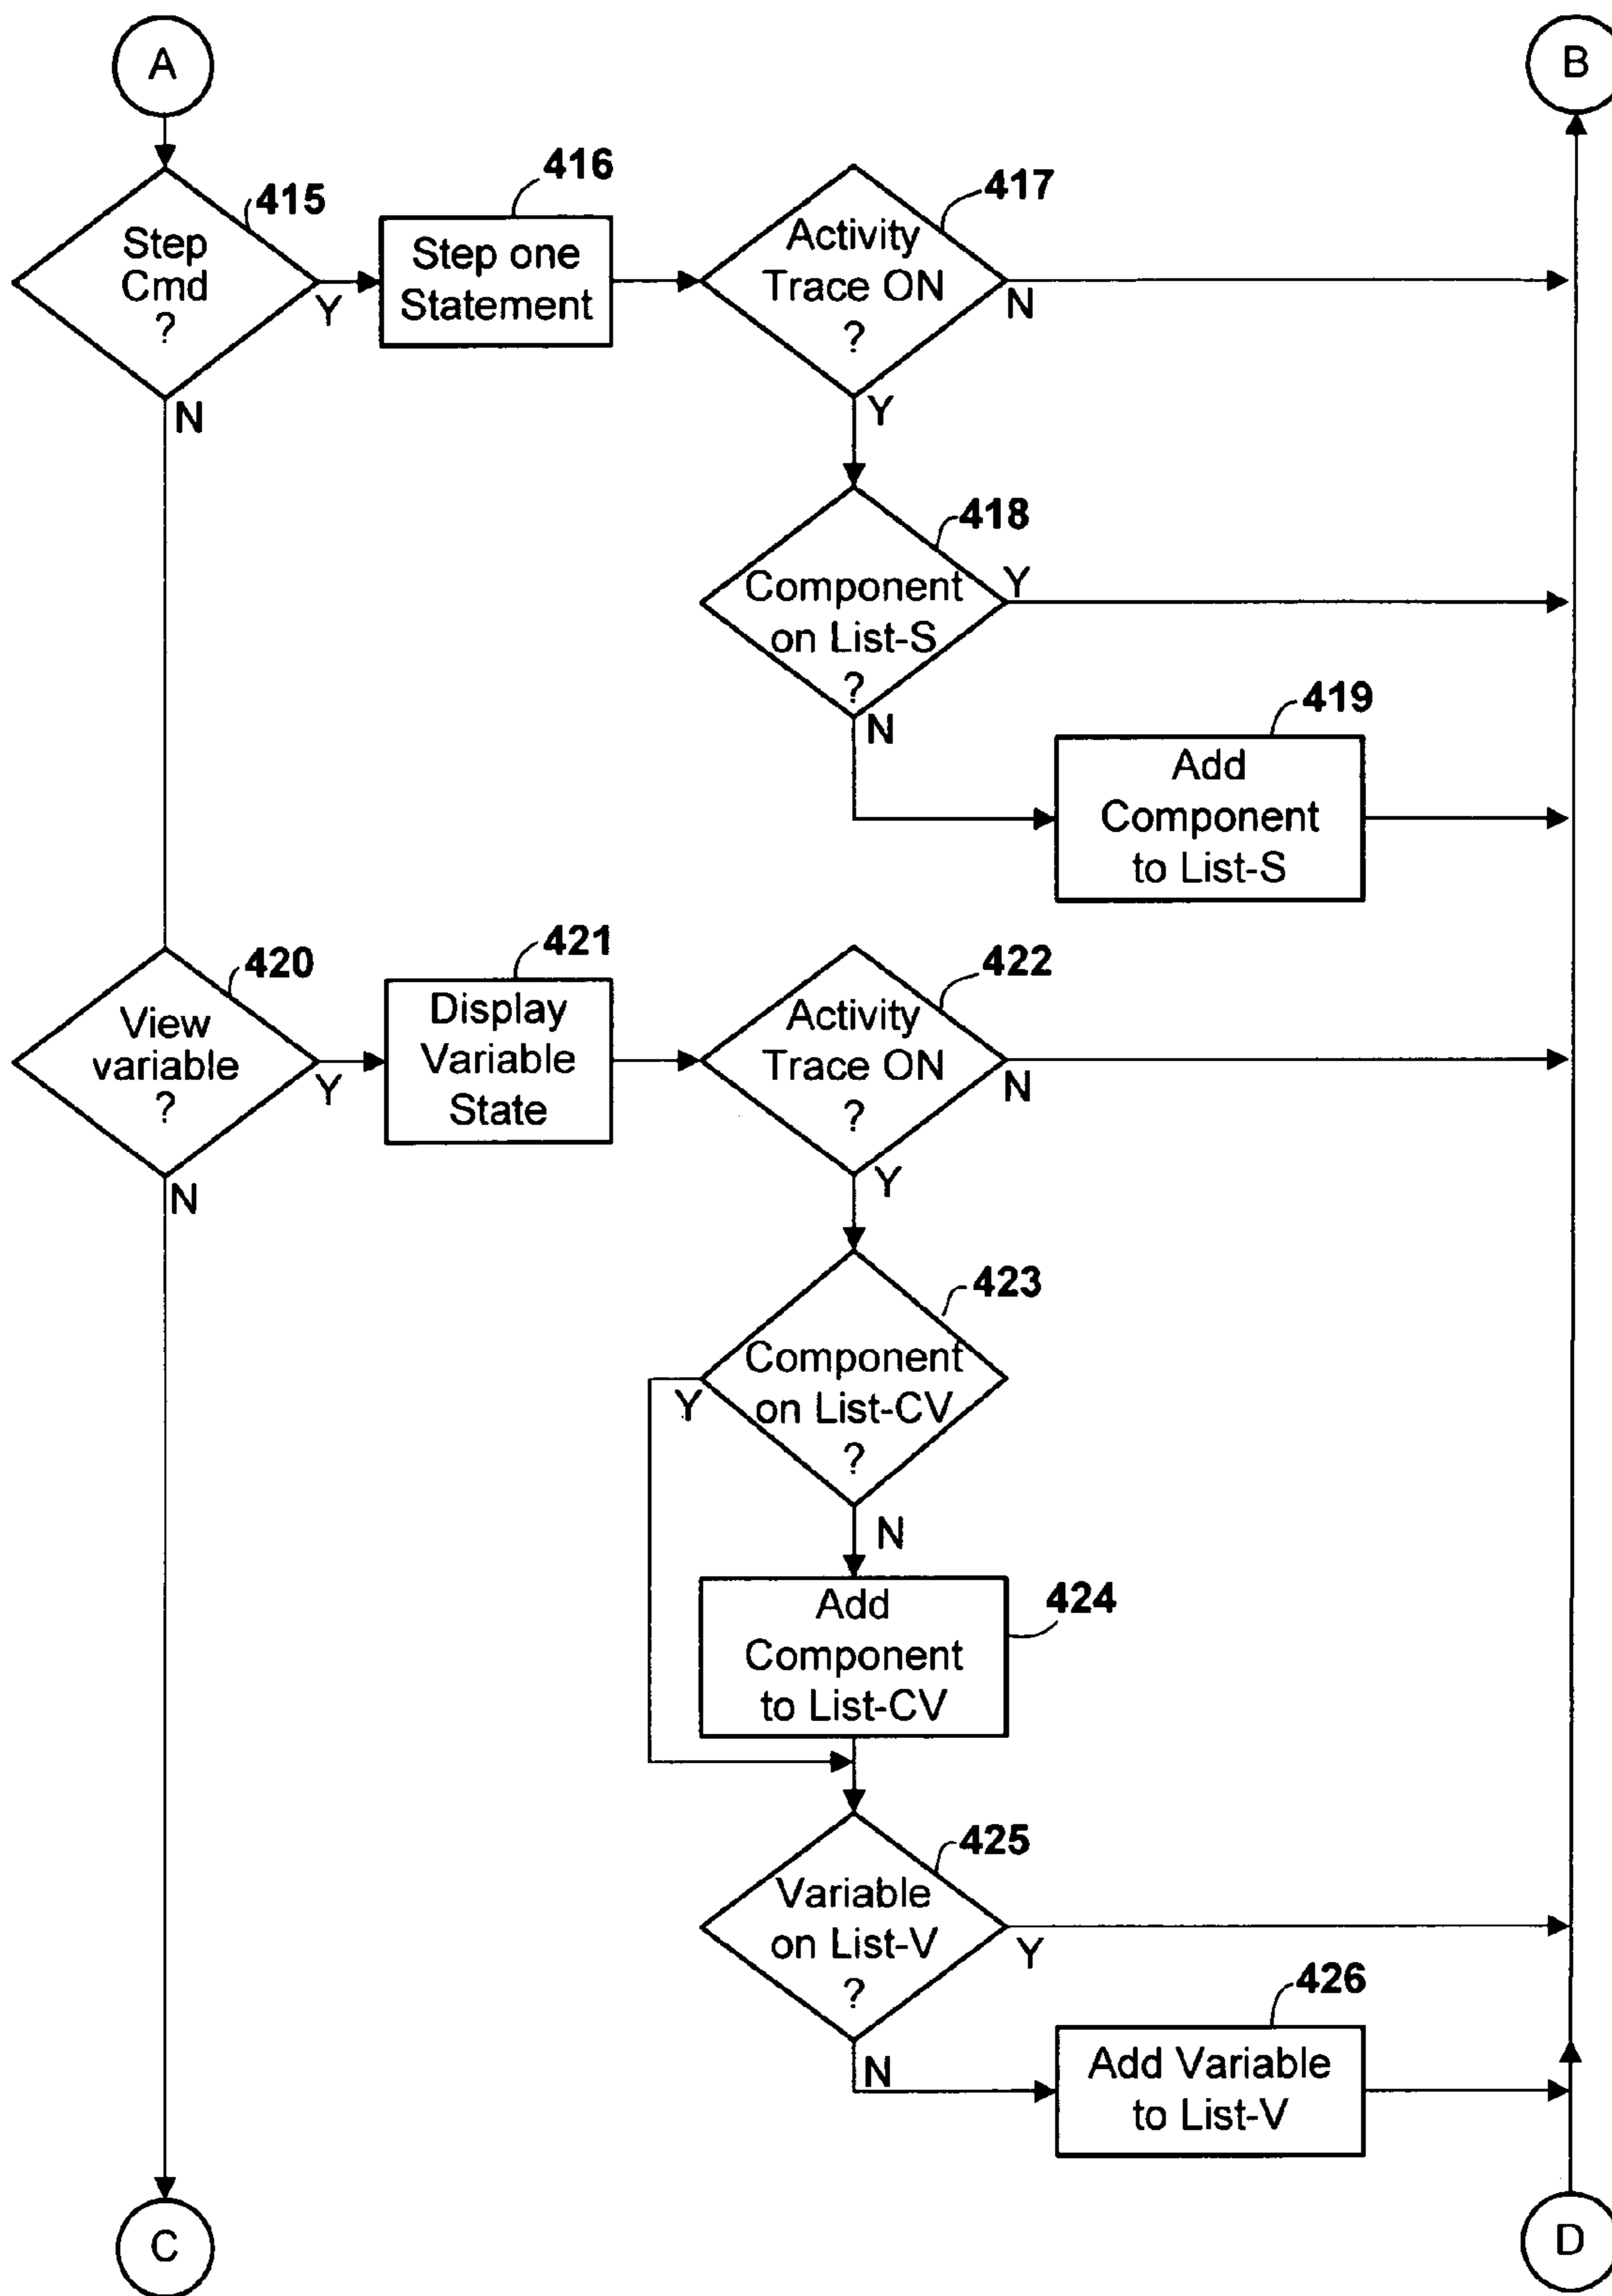 A
B
415
Step
Cmd
?
Y
N
416
Step one
Statement
417
Activity
Trace ON
?
N
Y
418
Component
on List-S
?
Y
N
419
Add
Component
to List-S
420
View
variable
?
Y
N
421
Display
Variable
State
422
Activity
Trace ON
?
N
Y
423
Component
on List-CV
?
Y
N
424
Add
Component
to List-CV
425
Variable
on List-V
?
Y
N
426
Add Variable
to List-V
C
D